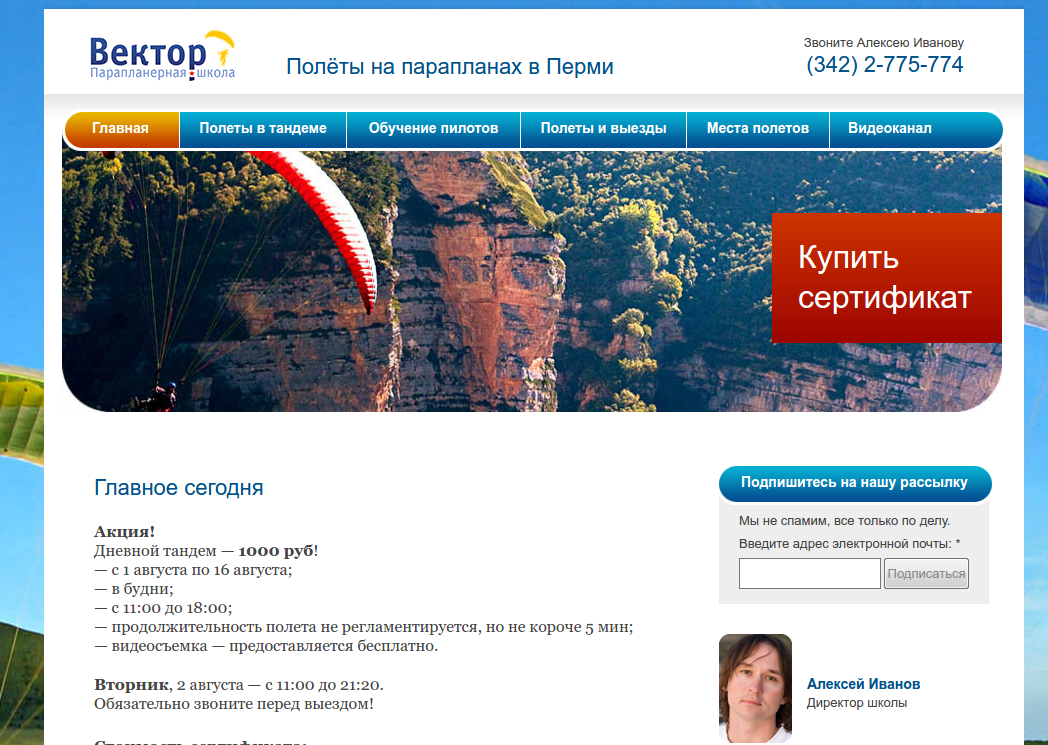 Вектор
Парапланерная школа
Полёты на парапланах в Перми
Звоните Алексею Иванову
(342) 2-775-774
Главная
Полеты в тандеме
Обучение пилотов
Полеты и выезды
Места полетов
Видеоканал
Купить
сертификат
Главное сегодня
Акция!
Дневной тандем — 1000 руб!
— с 1 августа по 16 августа;
— в будни;
— с 11:00 до 18:00;
— продолжительность полета не регламентируется, но не короче 5 мин;
— видеосъемка — предоставляется бесплатно.
Вторник, 2 августа — с 11:00 до 21:20.
Обязательно звоните перед выездом!
Подпишитесь на нашу рассылку
Мы не спамим, все только по делу.
Введите адрес электронной почты: *
Подписаться
Алексей Иванов
Директор школы